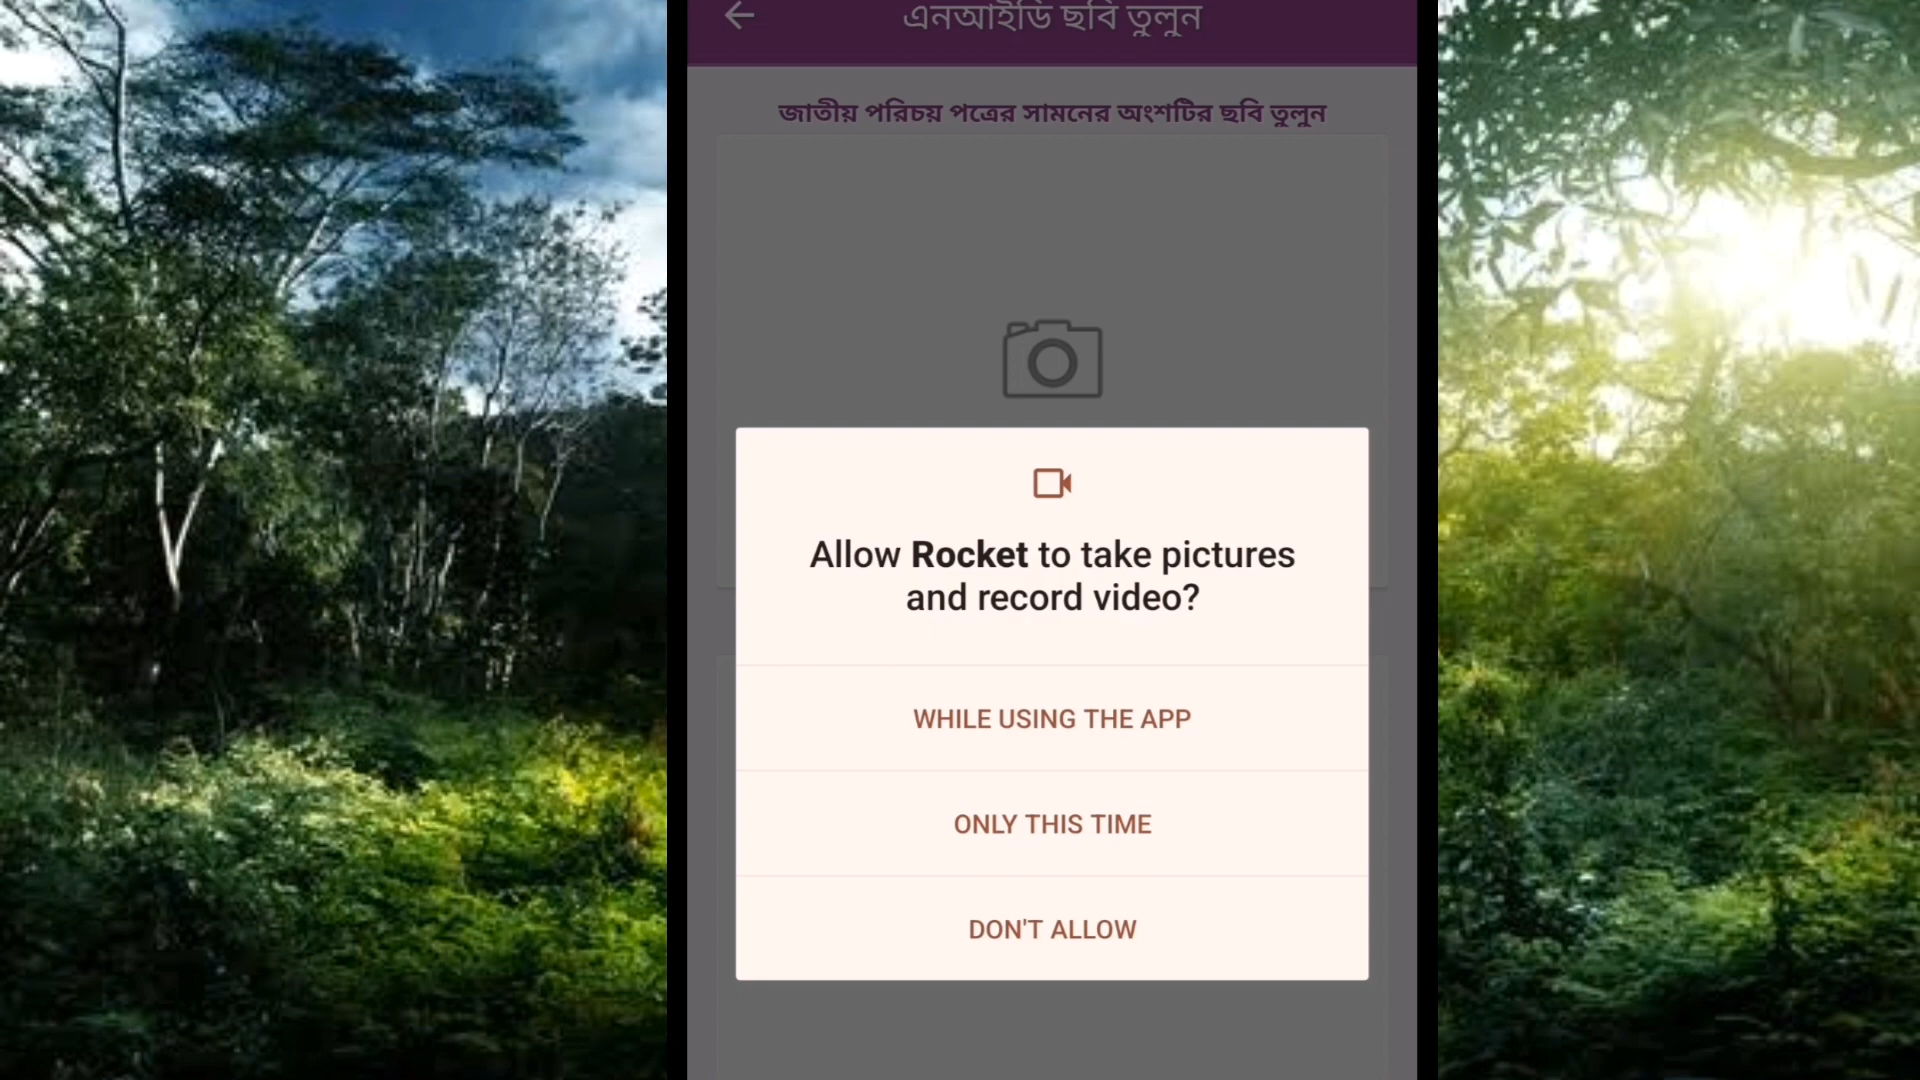 এনআইডি ছবি তুলুন
জাতীয় পরিচয় পত্রের সামনের অংশটির ছবি তুলুন
Allow Rocket to take pictures
and record video?
WHILE USING THE APP
ONLY THIS TIME
DON'T ALLOW